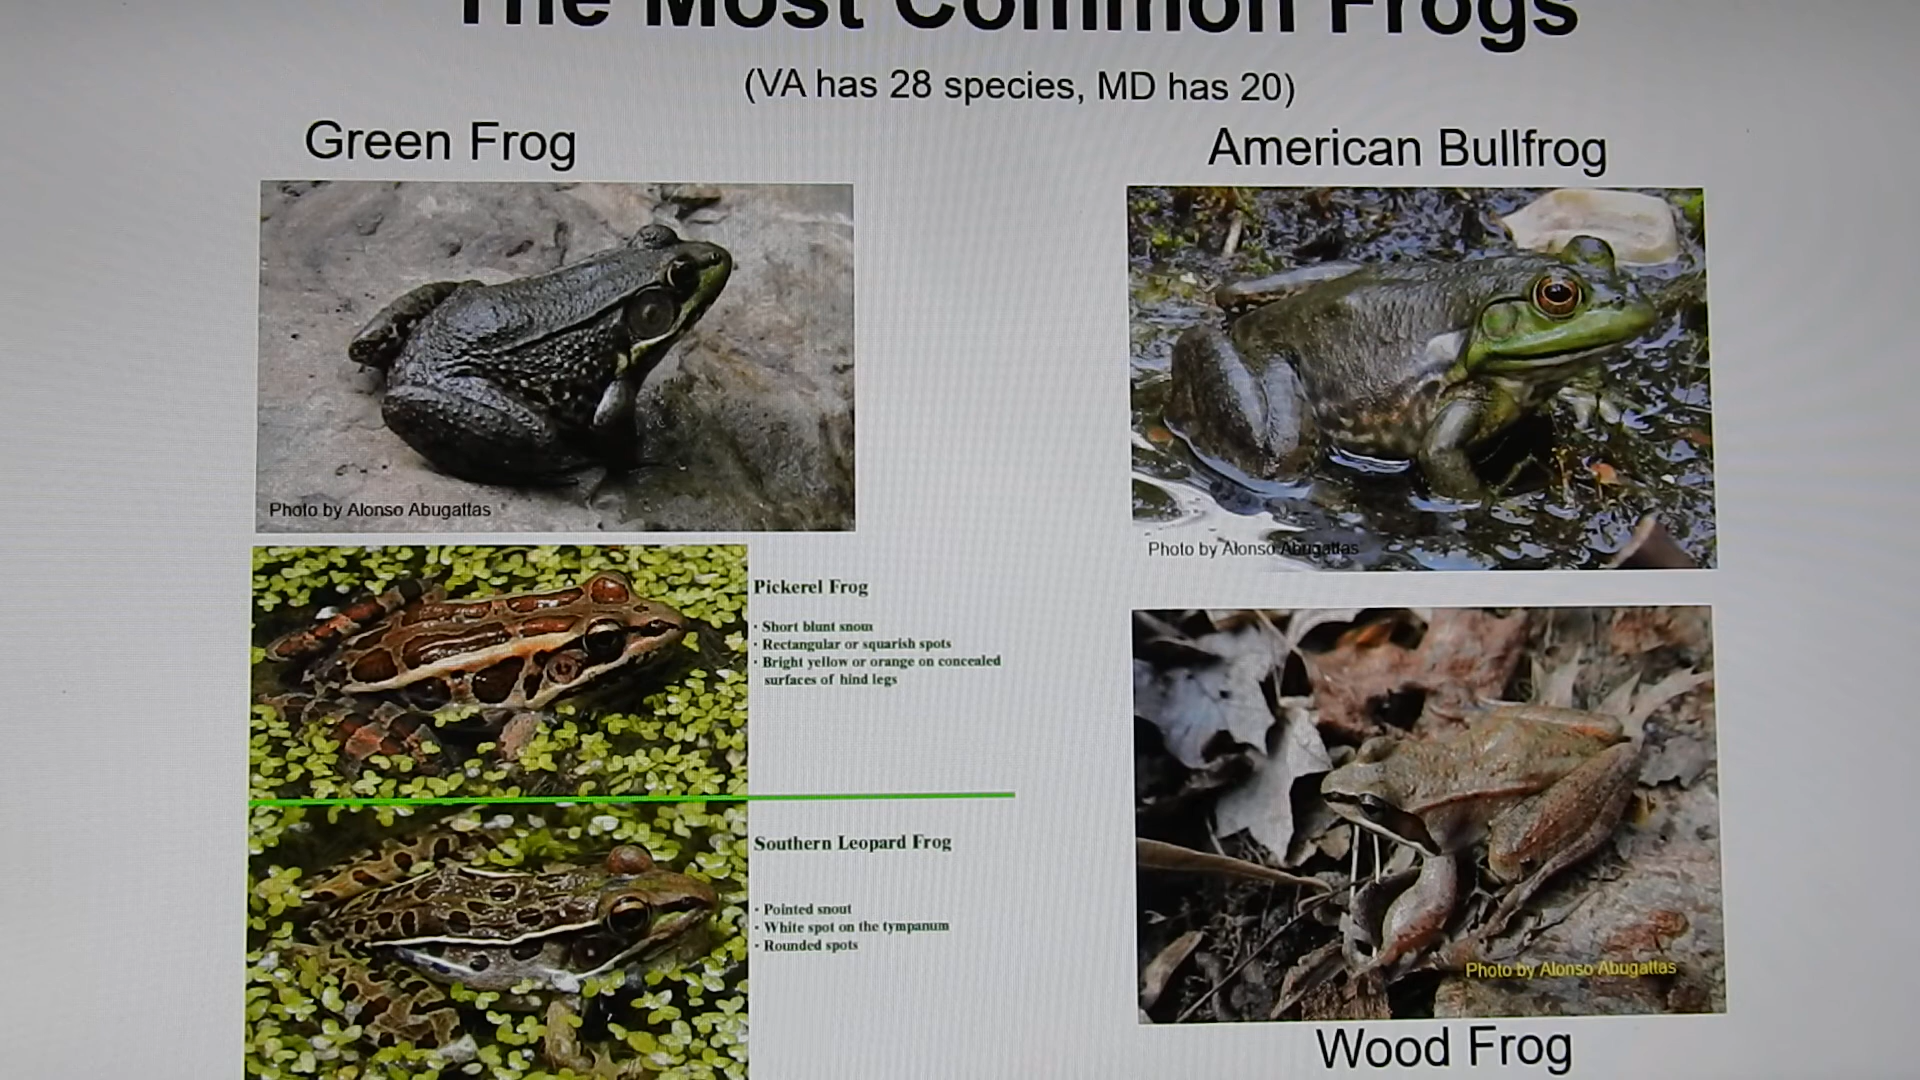 The Most Common Frogs
(VA has 28 species, MD has 20)
Green Frog
American Bullfrog
Photo by Alonso Abugattas
Photo by Alonso Abugattas
Pickerel Frog
· Short blunt snout
· Rectangular or squarish spots
· Bright yellow or orange on concealed
surfaces of hind legs
Southern Leopard Frog
· Pointed snout
· White spot on the tympanum
· Rounded spots
Photo by Alonso Abugattas
Wood Frog